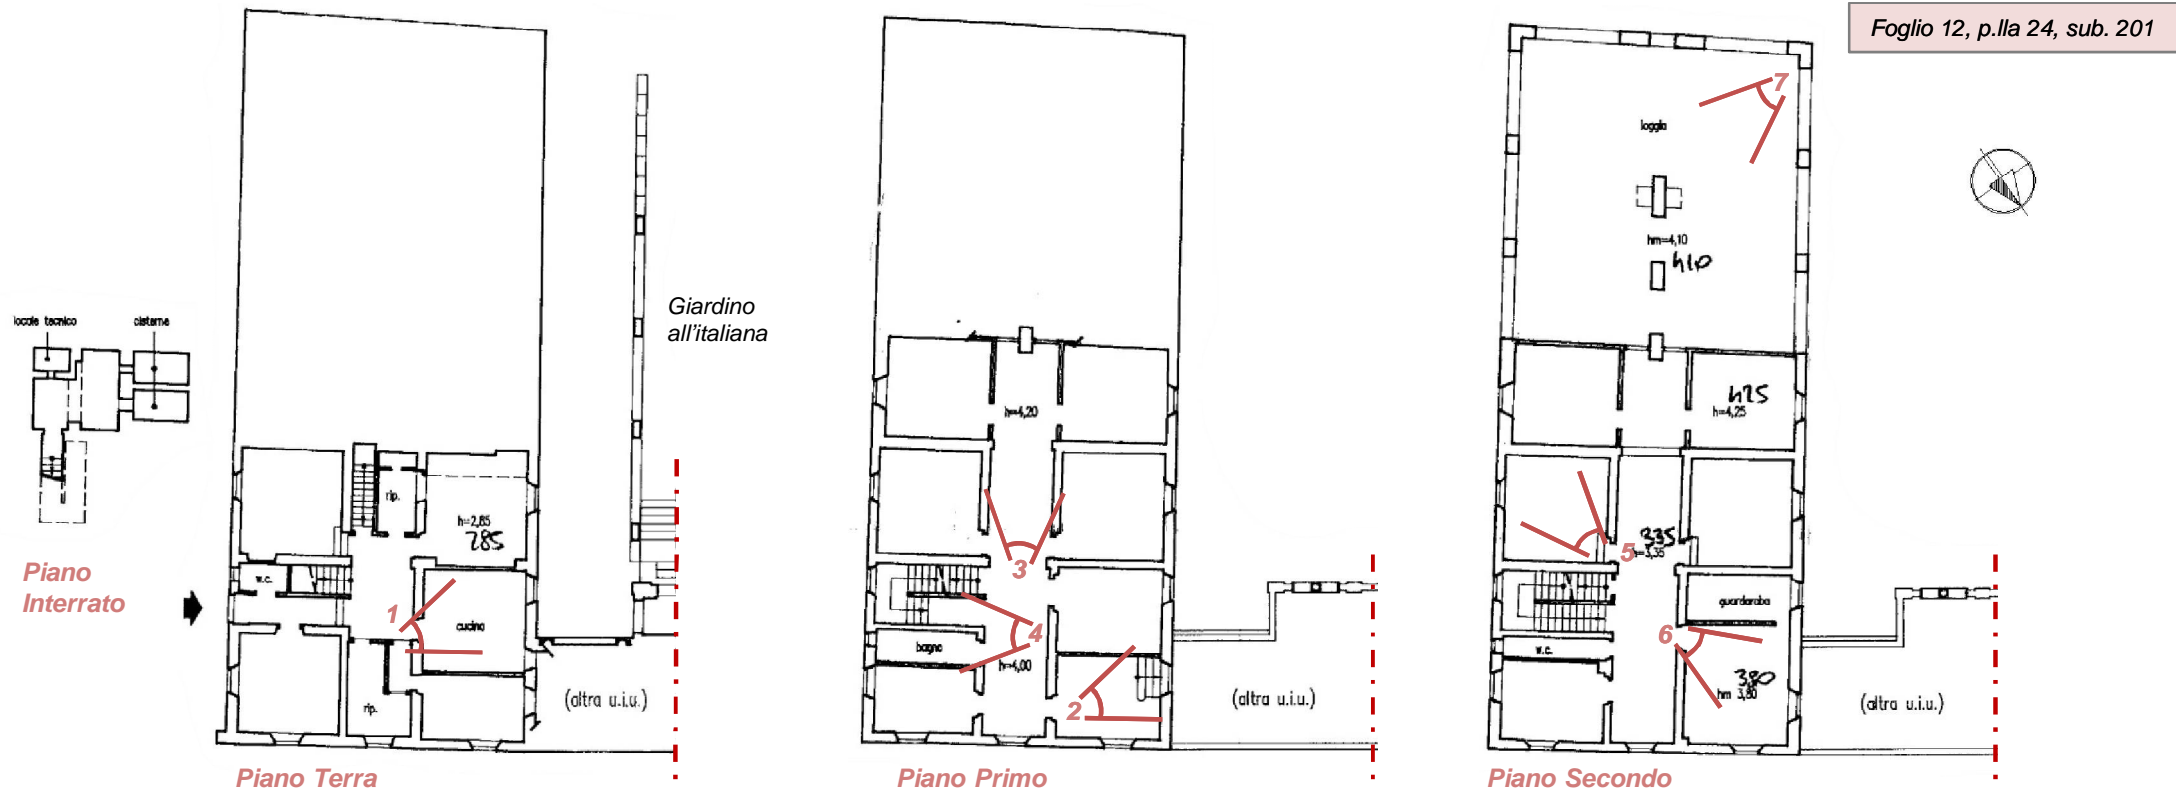 Foglio 12, p.lla 24, sub. 201
locale tecnico
cisterne
Piano
Interrato
rip.
h=2,85
285
w.c.
1
cucina
rip.
(altra u.i.u.)
Piano Terra
Giardino
all'italiana
h=4,20
3
4
bagno
h=4,00
2
(altra u.i.u.)
Piano Primo
7
loggia
hm=4,10
410
425
h=4,25
335
h=3,35
5
guardaroba
6
w.c.
380
hm 3,80
(altra u.i.u.)
Piano Secondo